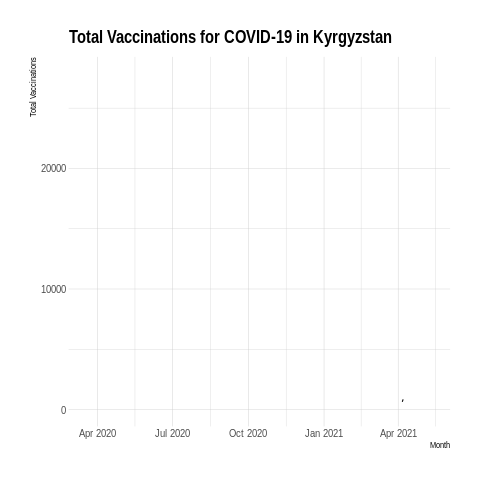 Total Vaccinations for COVID-19 in Kyrgyzstan
Total Vaccinations
20000
10000
0
Apr 2020 Jul 2020 Oct 2020 Jan 2021 Apr 2021
Month